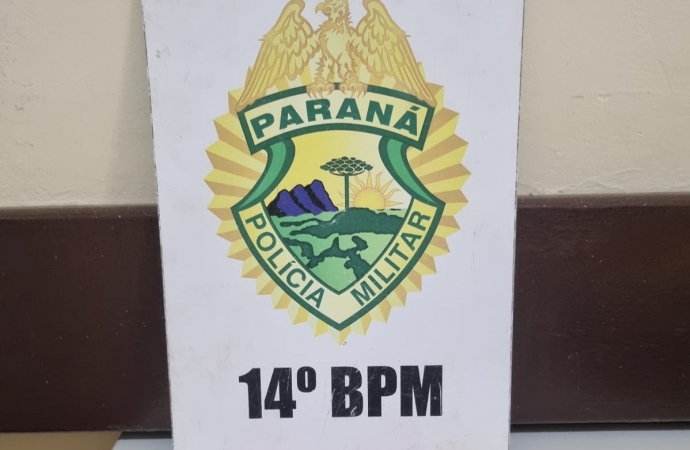 PARANÁ
POLÍCIA MILITAR
14º BPM